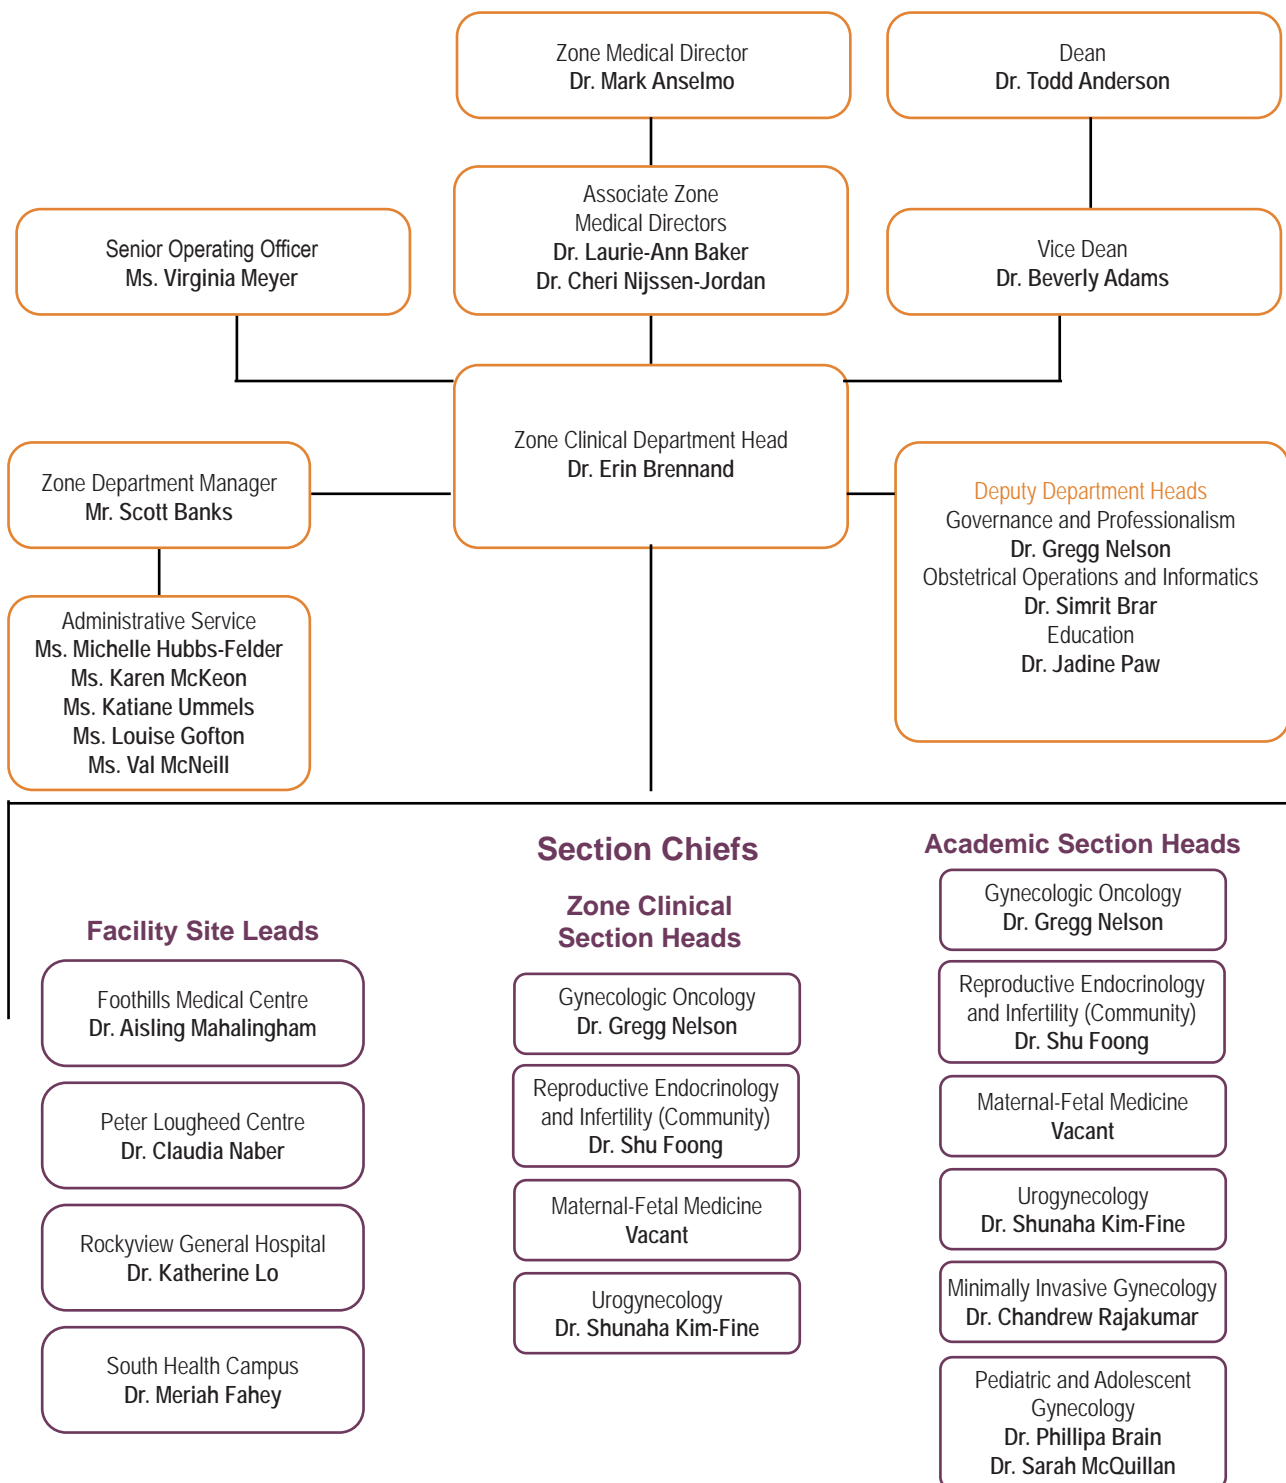 Zone Medical Director
Dr. Mark Anselmo
Dean
Dr. Todd Anderson
Associate Zone
Medical Directors
Dr. Laurie-Ann Baker
Dr. Cheri Nijssen-Jordan
Senior Operating Officer
Ms. Virginia Meyer
Vice Dean
Dr. Beverly Adams
Zone Clinical Department Head
Dr. Erin Brennand
Zone Department Manager
Mr. Scott Banks
Deputy Department Heads
Governance and Professionalism
Dr. Gregg Nelson
Obstetrical Operations and Informatics
Dr. Simrit Brar
Education
Dr. Jadine Paw
Administrative Service
Ms. Michelle Hubbs-Felder
Ms. Karen McKeon
Ms. Katiane Ummels
Ms. Louise Gofton
Ms. Val McNeill
Section Chiefs
Facility Site Leads
Foothills Medical Centre
Dr. Aisling Mahalingham
Peter Lougheed Centre
Dr. Claudia Naber
Rockyview General Hospital
Dr. Katherine Lo
South Health Campus
Dr. Meriah Fahey
Zone Clinical
Section Heads
Gynecologic Oncology
Dr. Gregg Nelson
Reproductive Endocrinology
and Infertility (Community)
Dr. Shu Foong
Maternal-Fetal Medicine
Vacant
Urogynecology
Dr. Shunaha Kim-Fine
Academic Section Heads
Gynecologic Oncology
Dr. Gregg Nelson
Reproductive Endocrinology
and Infertility (Community)
Dr. Shu Foong
Maternal-Fetal Medicine
Vacant
Urogynecology
Dr. Shunaha Kim-Fine
Minimally Invasive Gynecology
Dr. Chandrew Rajakumar
Pediatric and Adolescent
Gynecology
Dr. Phillipa Brain
Dr. Sarah McQuillan